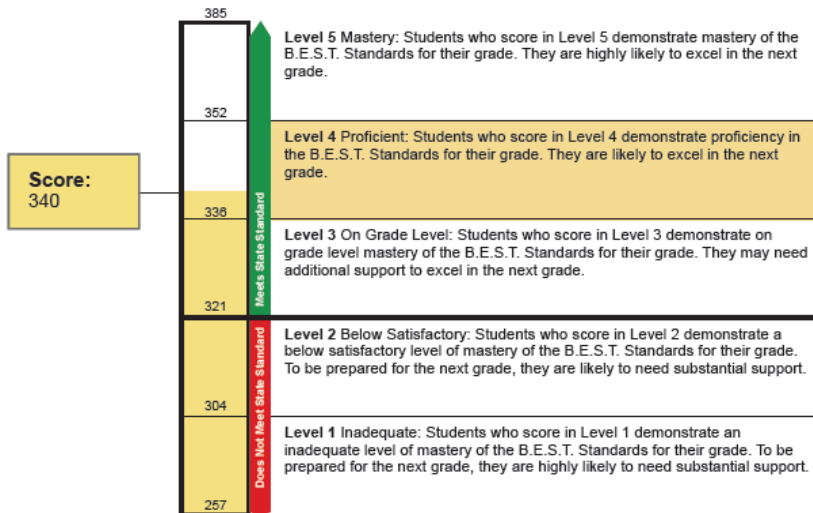 385
Level 5 Mastery: Students who score in Level 5 demonstrate mastery of the
B.E.S.T. Standards for their grade. They are highly likely to excel in the next
grade.
352
Level 4 Proficient: Students who score in Level 4 demonstrate proficiency in
the B.E.S.T. Standards for their grade. They are likely to excel in the next
grade.
Score:
340
336
Level 3 On Grade Level: Students who score in Level 3 demonstrate on
grade level mastery of the B.E.S.T. Standards for their grade. They may need
additional support to excel in the next grade.
Meets State Standard
321
Level 2 Below Satisfactory: Students who score in Level 2 demonstrate a
below satisfactory level of mastery of the B.E.S.T. Standards for their grade.
To be prepared for the next grade, they are likely to need substantial support.
304
Does Not Meet State Standard
Level 1 Inadequate: Students who score in Level 1 demonstrate an
inadequate level of mastery of the B.E.S.T. Standards for their grade. To be
prepared for the next grade, they are highly likely to need substantial support.
257